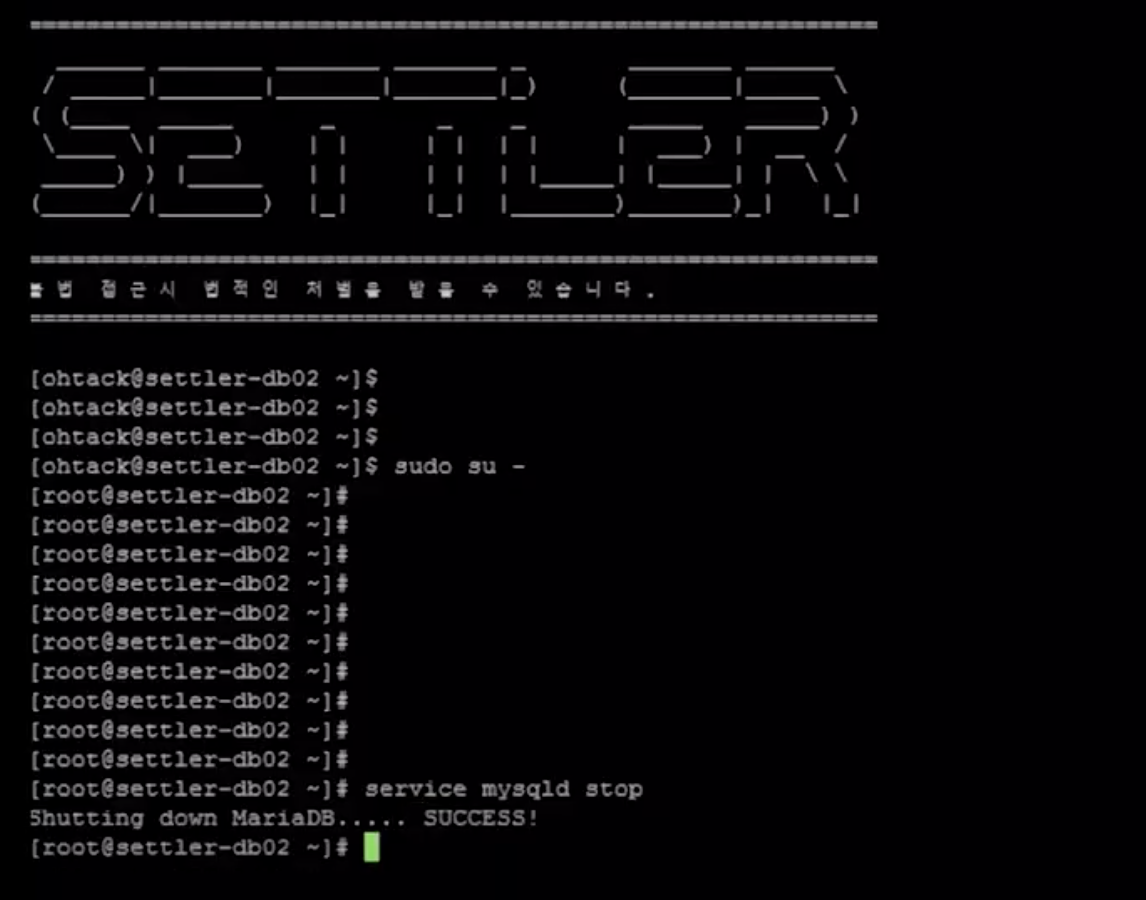 SETTLER
불법 접근시 법적인 처벌을 받을 수 있습니다.
[ohtack@settler-db02 ~]$
[ohtack@settler-db02 ~]$
[ohtack@settler-db02 ~]$
[ohtack@settler-db02 ~]$ sudo su -
[root@settler-db02 ~]#
[root@settler-db02 ~]#
[root@settler-db02 ~]#
[root@settler-db02 ~]#
[root@settler-db02 ~]#
[root@settler-db02 ~]#
[root@settler-db02 ~]#
[root@settler-db02 ~]#
[root@settler-db02 ~]#
[root@settler-db02 ~]#
[root@settler-db02 ~]# service mysqld stop
Shutting down MariaDB..... SUCCESS!
[root@settler-db02 ~]#